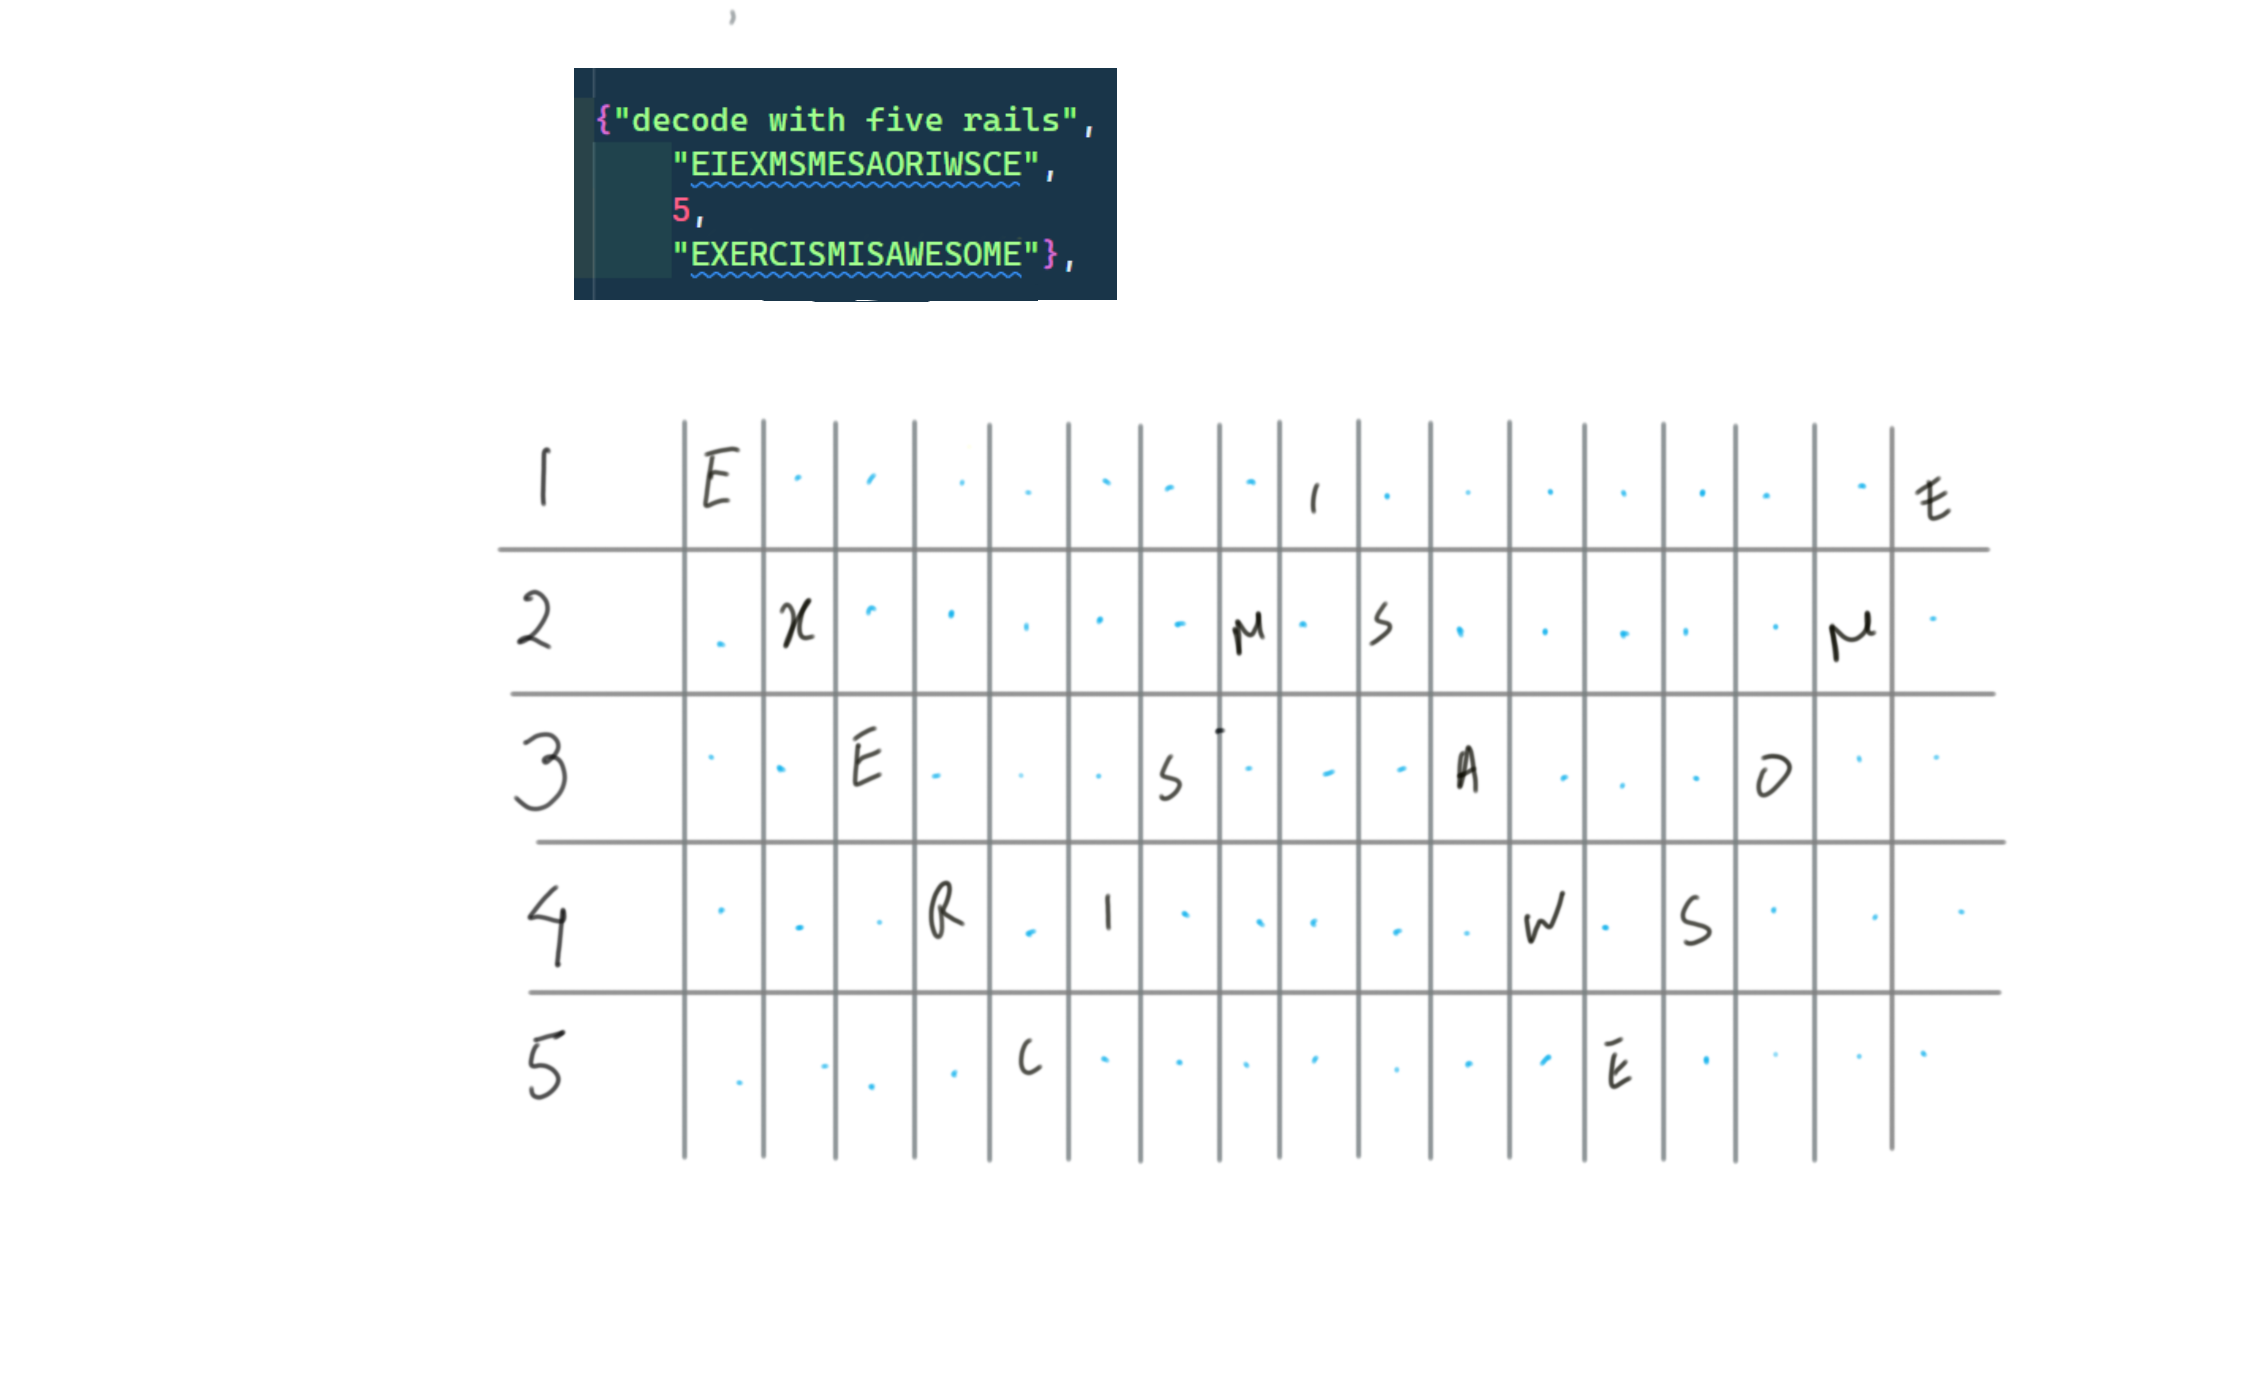 {"decode with five rails",
"EIEXMSMESAORIWSCE",
5,
"EXERCISMISAWESOME"},
1 E . . . . . . . I . . . . . . . E
2 . X . . . . . M . S . . . . . M .
3 . . E . . . S . . . A . . . O . .
4 . . . R . I . . . . . W . S . . .
5 . . . . C . . . . . . . E . . . .